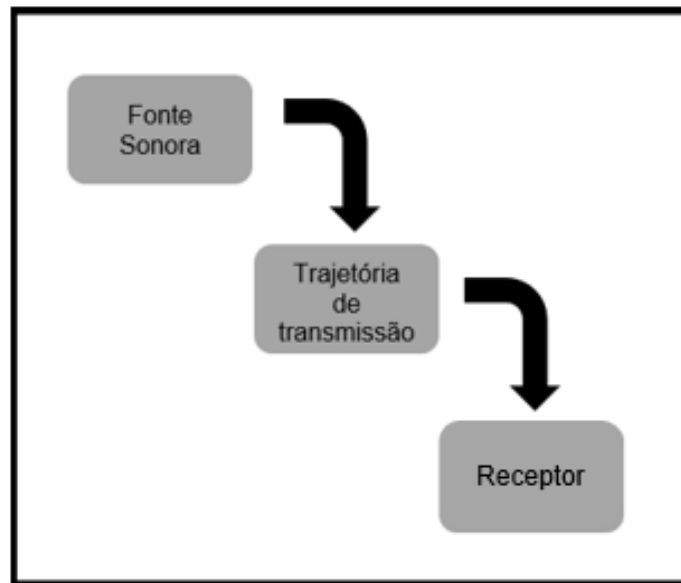 Fonte
Sonora
Trajetória
de
transmissão
Receptor